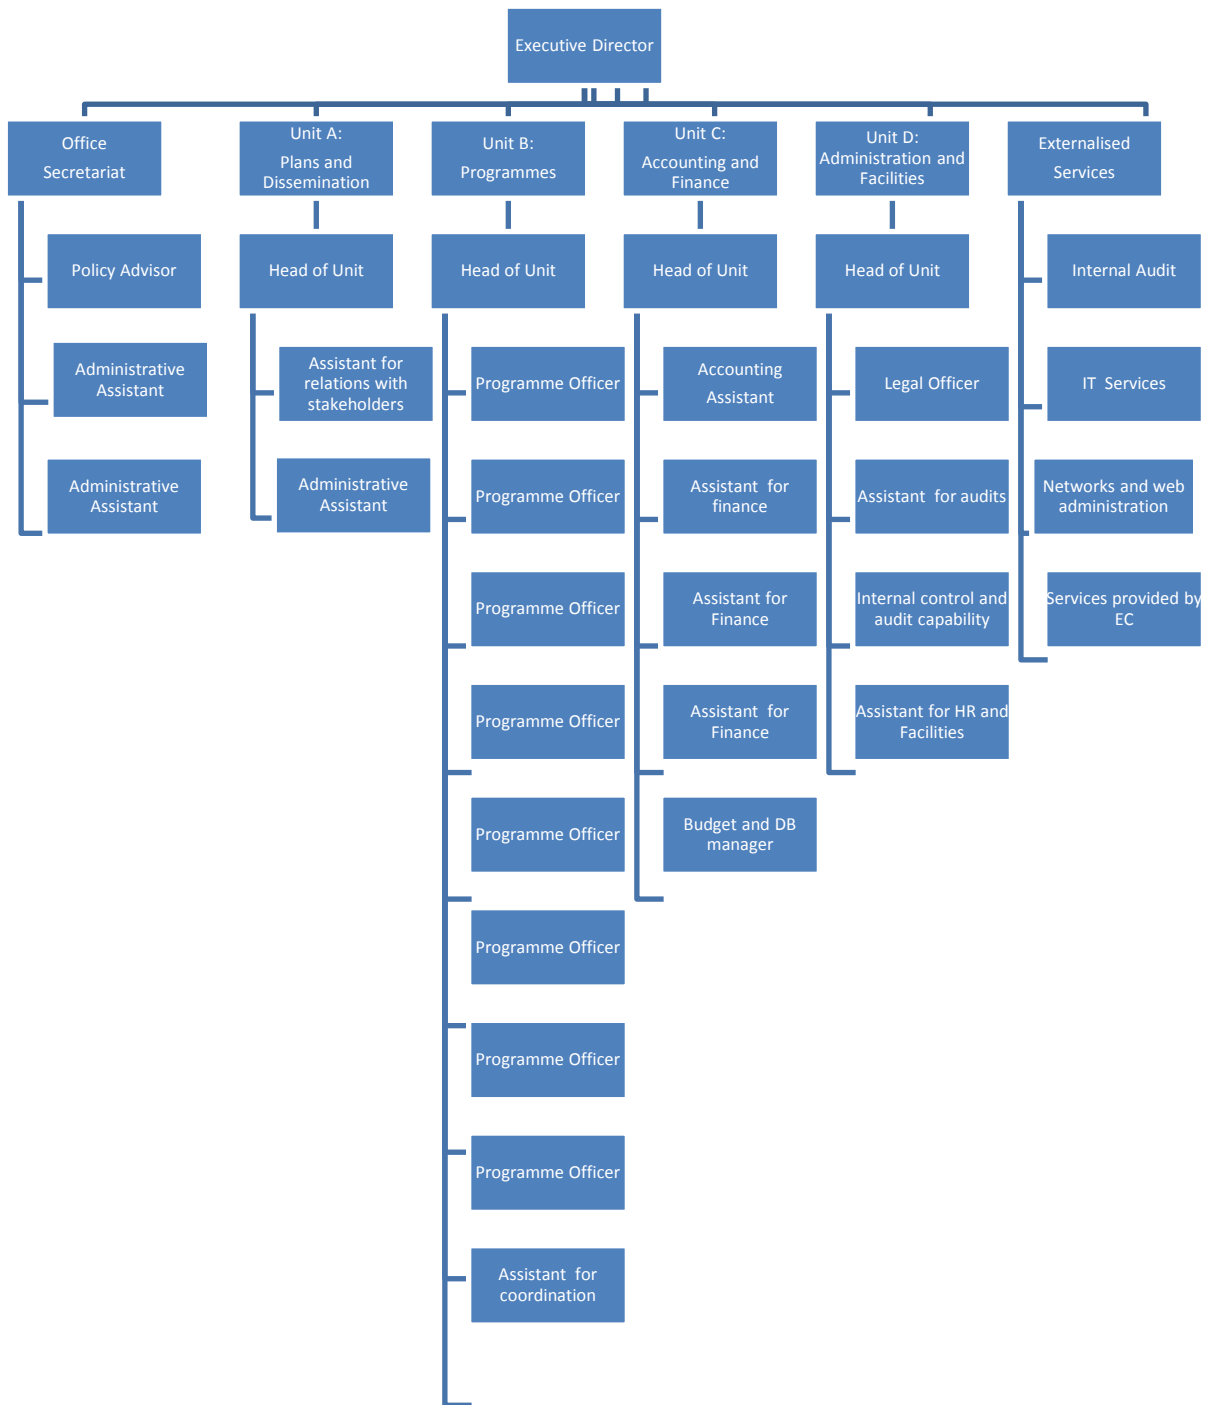 Executive Director
Office
Secretariat
Unit A:
Plans and
Dissemination
Unit B:
Programmes
Unit C:
Accounting and
Finance
Unit D:
Administration and
Facilities
Externalised
Services
Policy Advisor
Head of Unit
Head of Unit
Head of Unit
Head of Unit
Internal Audit
Administrative
Assistant
Assistant for
relations with
stakeholders
Programme Officer
Accounting
Assistant
Legal Officer
IT Services
Administrative
Assistant
Administrative
Assistant
Programme Officer
Assistant for
finance
Assistant for audits
Networks and web
administration
Programme Officer
Assistant for
Finance
Internal control and
audit capability
Services provided by
EC
Programme Officer
Assistant for
Finance
Assistant for HR and
Facilities
Programme Officer
Budget and DB
manager
Programme Officer
Programme Officer
Programme Officer
Assistant for
coordination